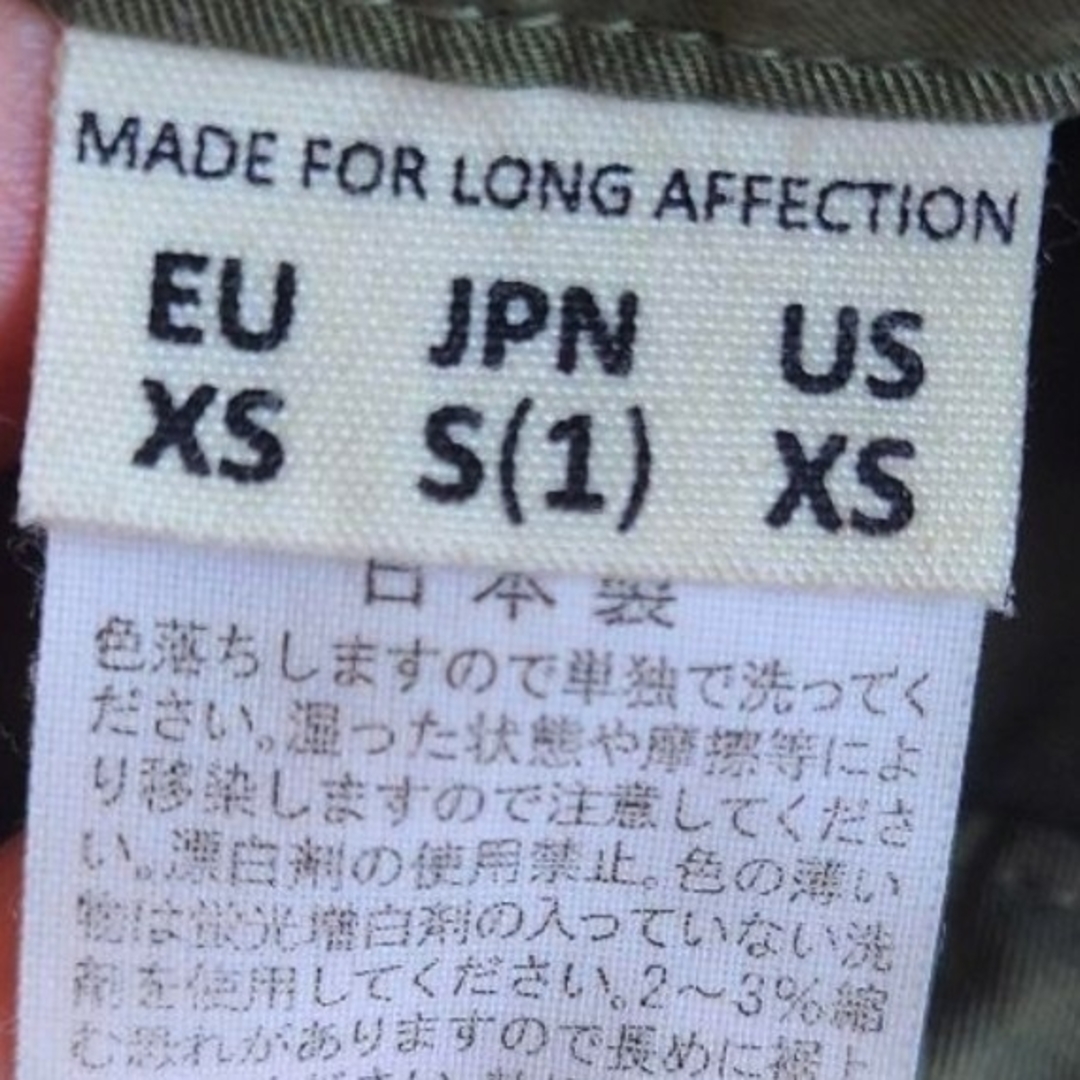 MADE FOR LONG AFFECTION
EU JPN US
XS S(1) XS
日本製
色落ちしますので単独で洗ってく
ださい。湿った状態や摩擦等によ
り移染しますので注意してくださ
い。漂白剤の使用禁止。色の薄い
物は蛍光増白剤の入っていない洗
剤を使用してください。2〜3%縮
む恐れがありますので長めに裾上